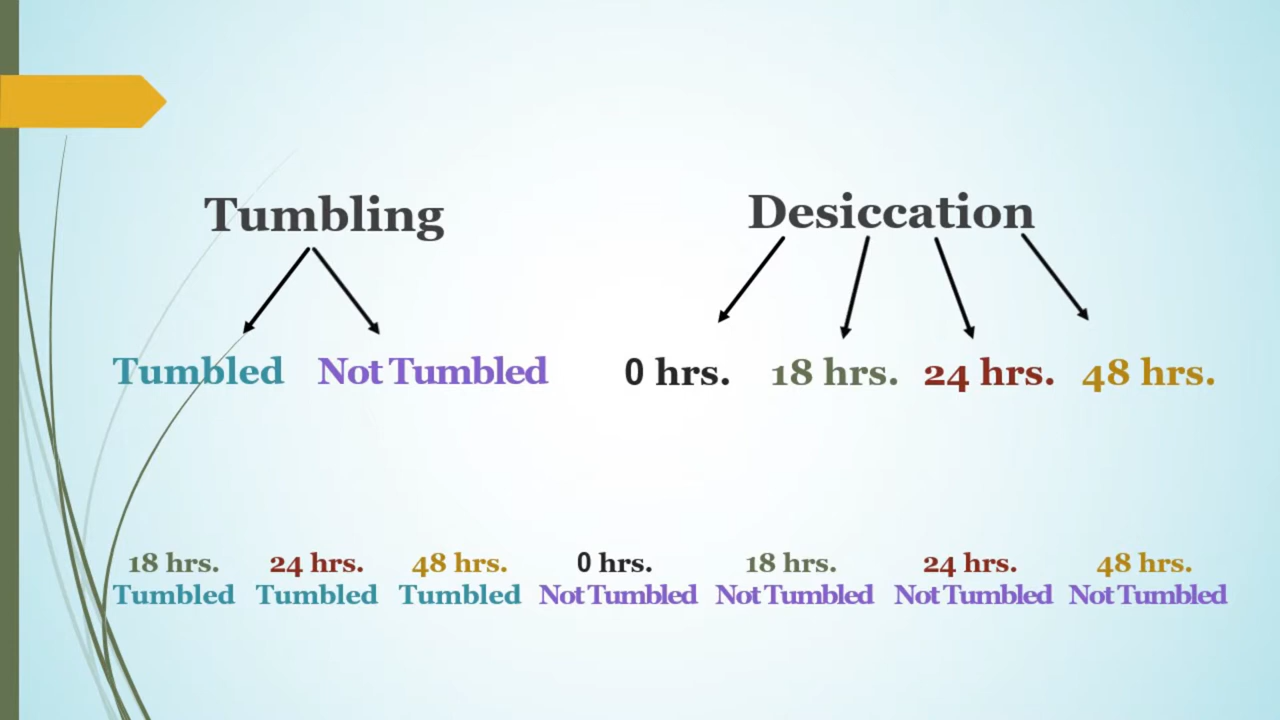 Tumbling Desiccation
Tumbled Not Tumbled 0 hrs. 18 hrs. 24 hrs. 48 hrs.
18 hrs. 24 hrs. 48 hrs. 0 hrs. 18 hrs. 24 hrs. 48 hrs.
Tumbled Tumbled Tumbled Not Tumbled Not Tumbled Not Tumbled Not Tumbled